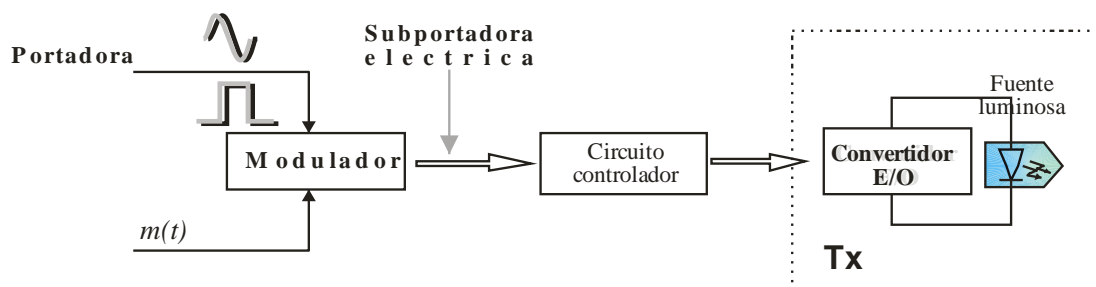 Portadora
Subportadora
electrica
Modulador
m(t)
Circuito
controlador
Convertidor
E/O
Fuente
luminosa
Tx